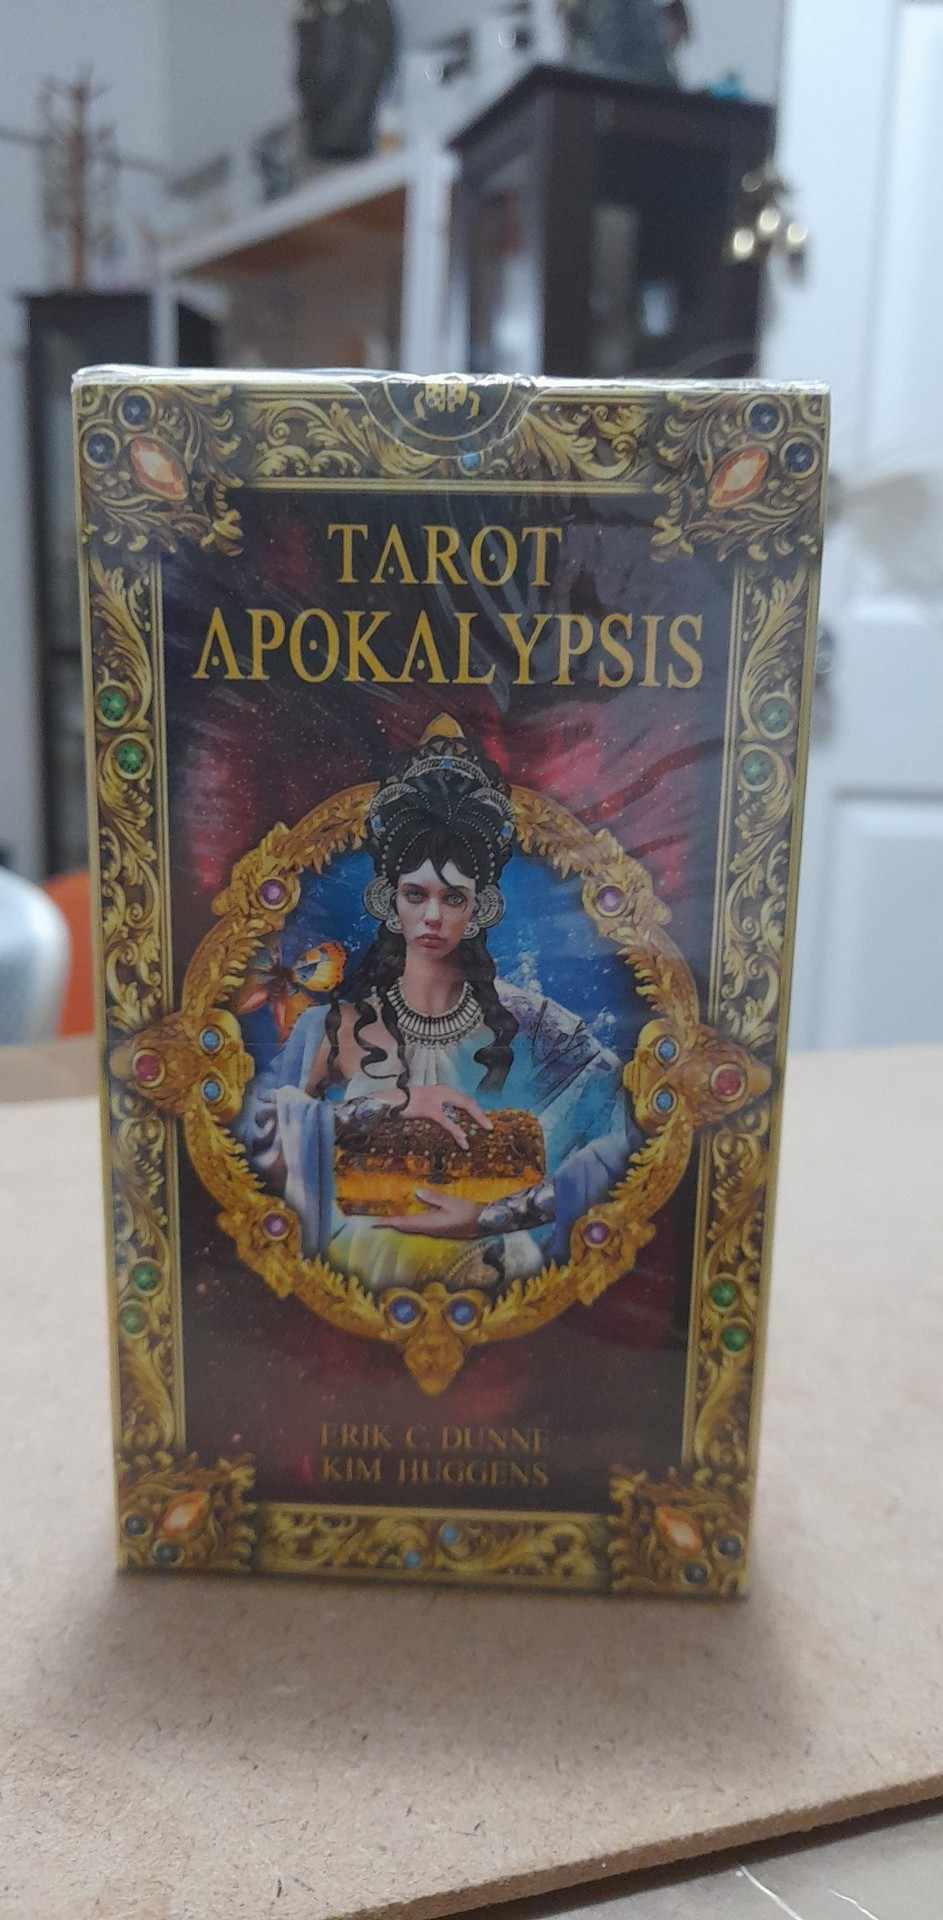 TAROT
APOKALYPSIS
ERIK C. DUNNE
KIM HUGGENS